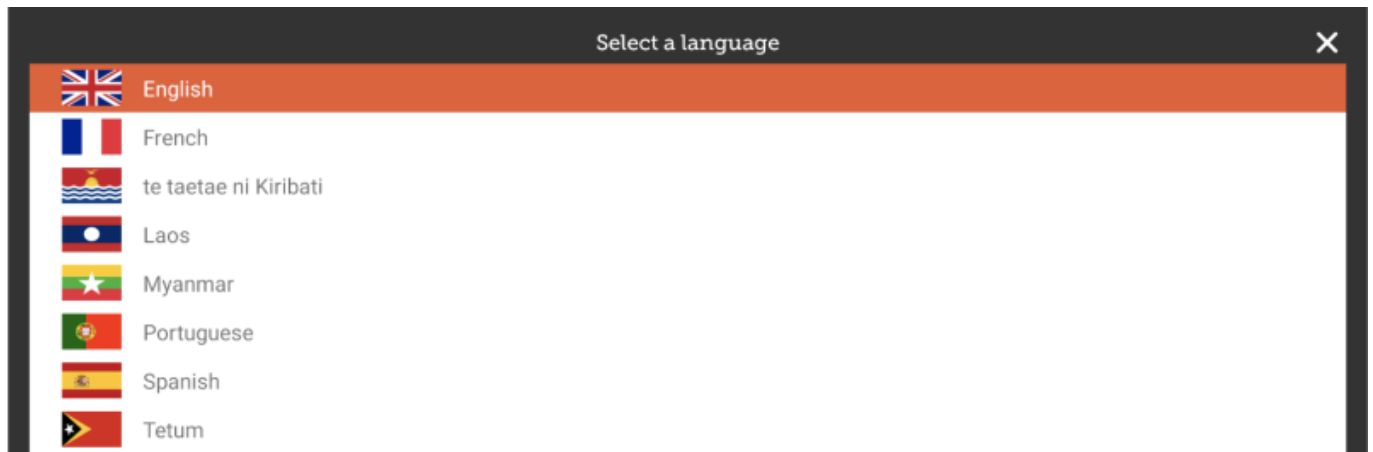 Select a language
English
French
te taetae ni Kiribati
Laos
Myanmar
Portuguese
Spanish
Tetum